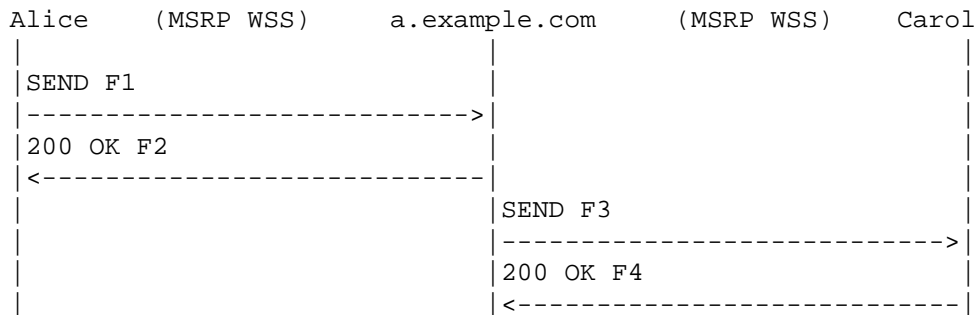 Alice (MSRP WSS) a.example.com (MSRP WSS) Carol
SEND F1
200 OK F2
SEND F3
200 OK F4